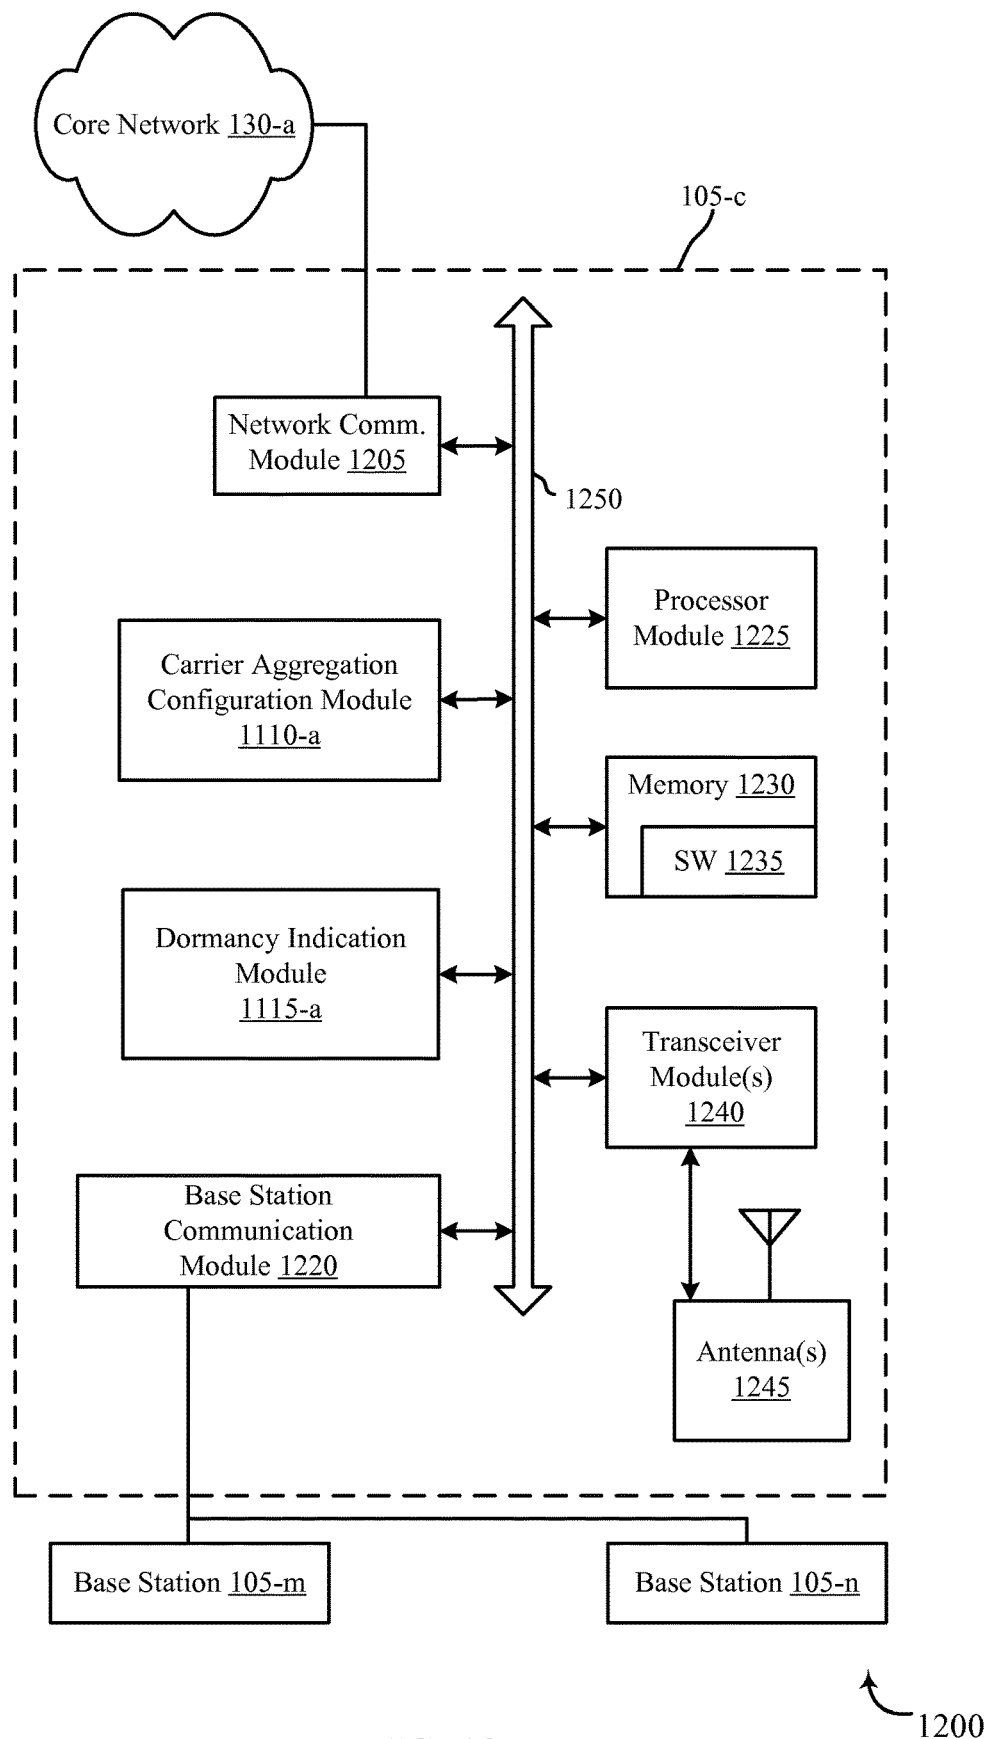 Core Network 130-a
105-c
Network Comm.
Module 1205
1250
Processor
Module 1225
Carrier Aggregation
Configuration Module
1110-a
Memory 1230
SW 1235
Dormancy Indication
Module
1115-a
Transceiver
Module(s)
1240
Base Station
Communication
Module 1220
Antenna(s)
1245
Base Station 105-m
Base Station 105-n
1200